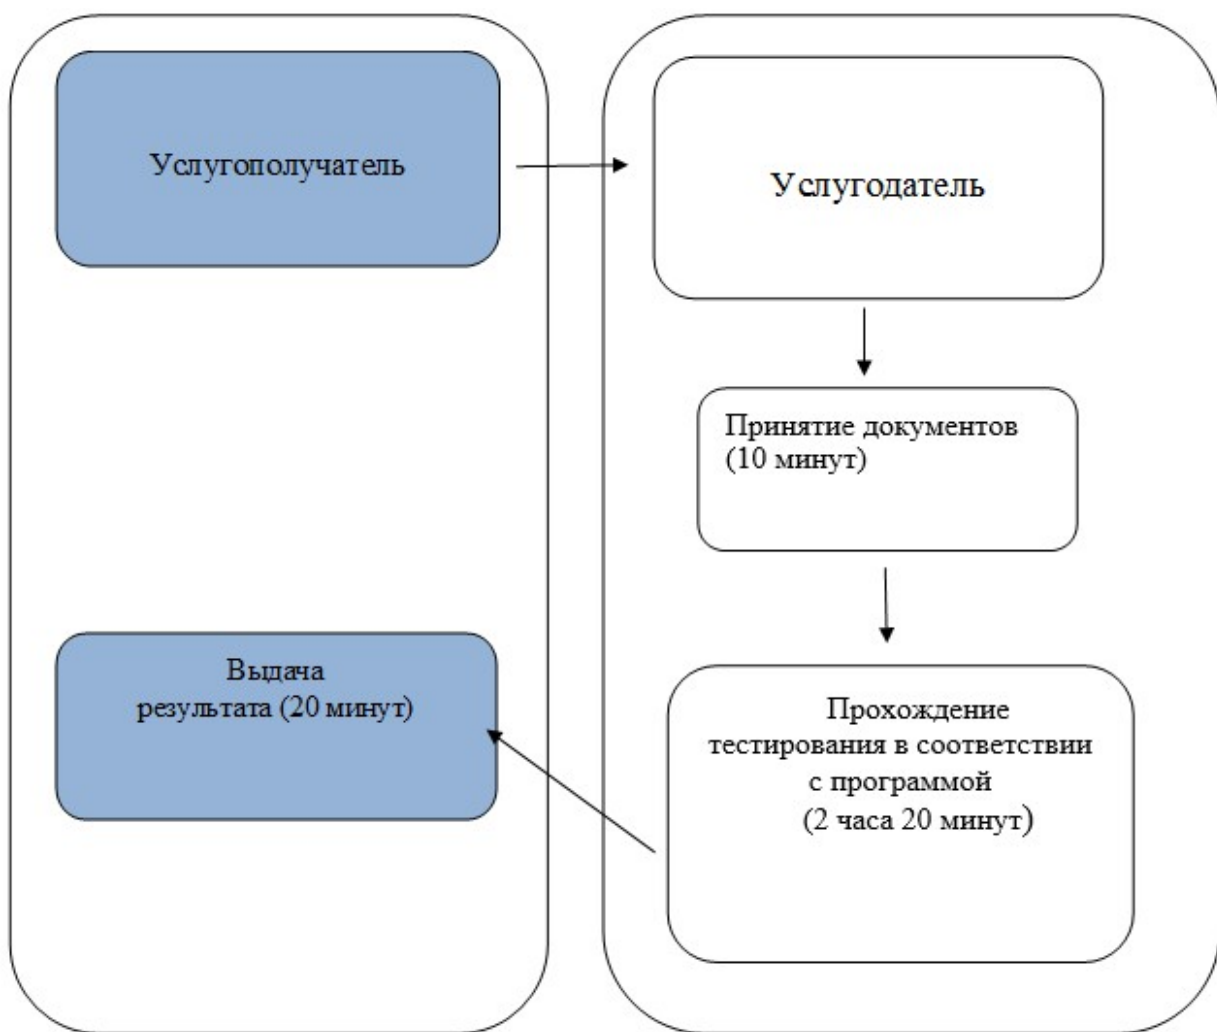 Услугополучатель
Услугодатель
Принятие документов
(10 минут)
Прохождение
тестирования в соответствии
с программой
(2 часа 20 минут)
Выдача
результата (20 минут)